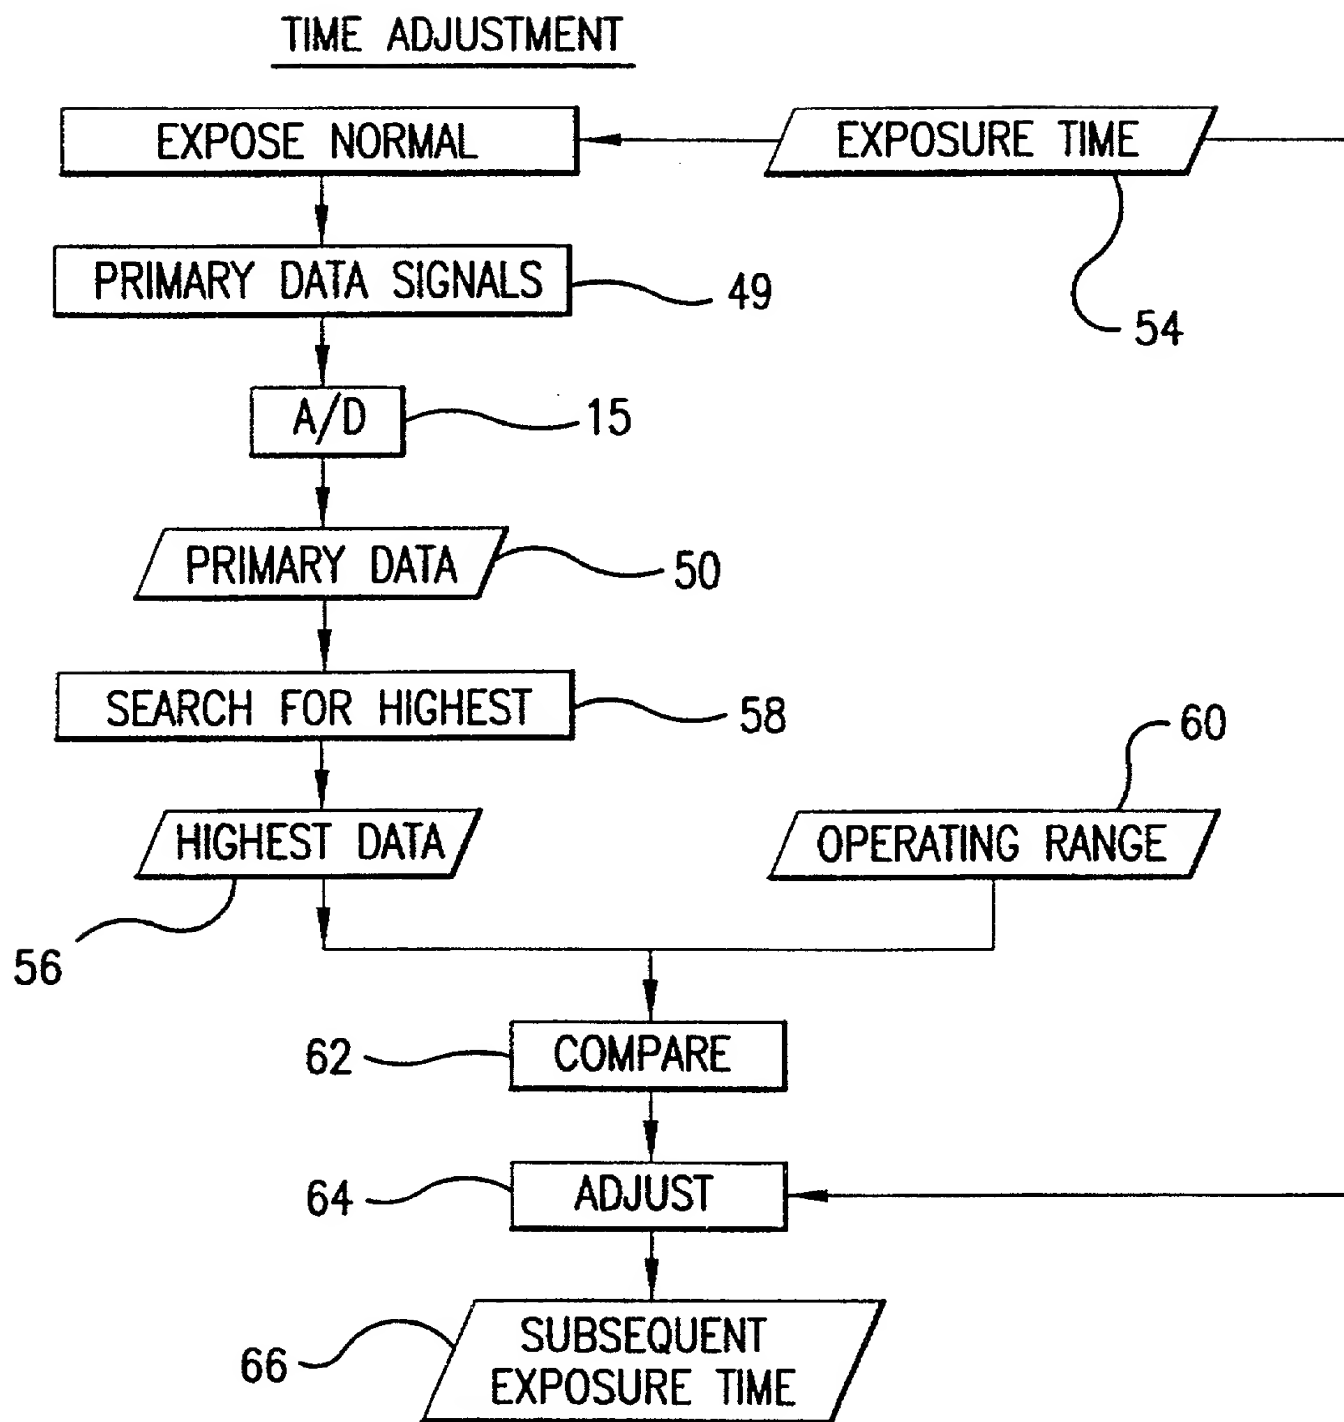 TIME ADJUSTMENT
EXPOSE NORMAL
EXPOSURE TIME
54
PRIMARY DATA SIGNALS
49
A/D
15
PRIMARY DATA
50
SEARCH FOR HIGHEST
58
60
HIGHEST DATA
56
OPERATING RANGE
62
COMPARE
64
ADJUST
66
SUBSEQUENT
EXPOSURE TIME